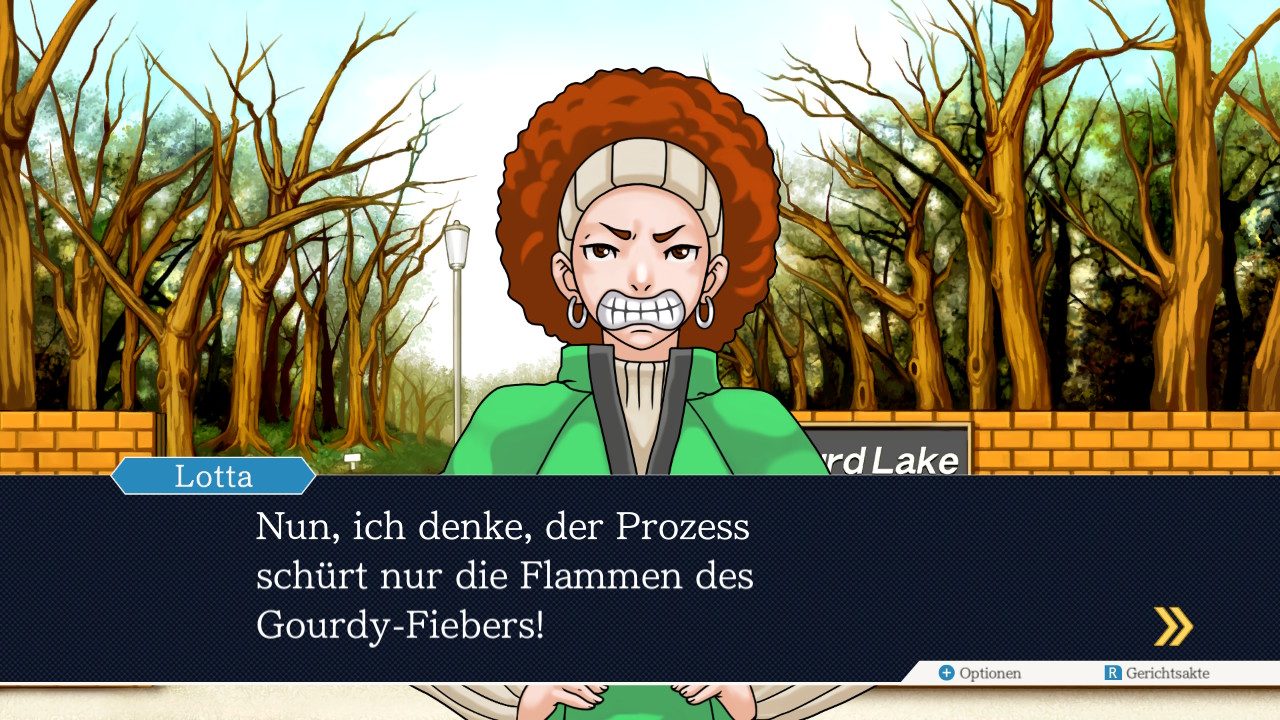 rd Lake
Lotta
Nun, ich denke, der Prozess
schürt nur die Flammen des
Gourdy-Fiebers!
Optionen
R Gerichtsakte